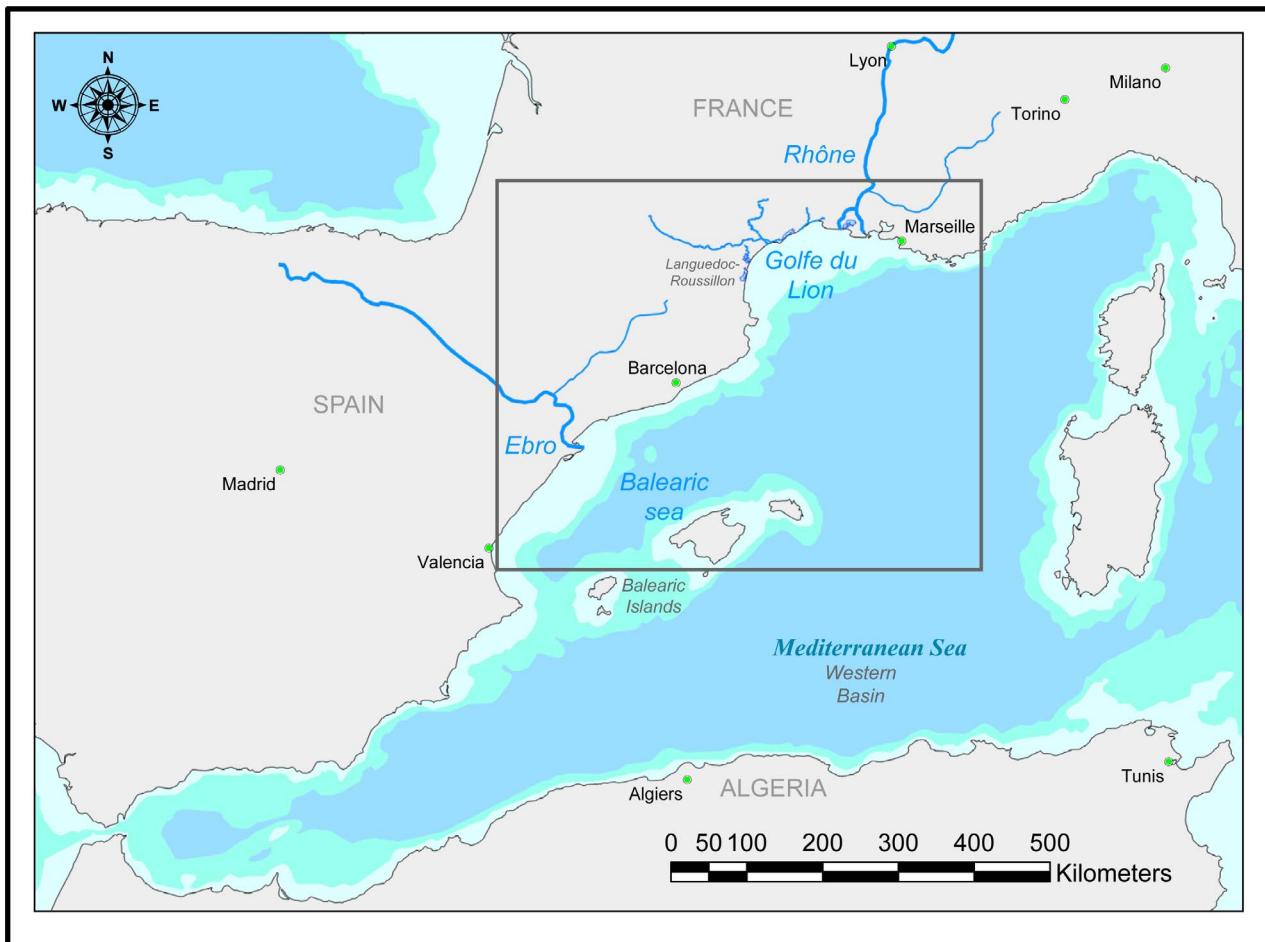 N
W E
S
Lyon
Milano
FRANCE
Torino
Rhône
Marseille
Languedoc-
Roussillon
Golfe du
Lion
Barcelona
SPAIN
Ebro
Madrid
Balearic
sea
Valencia
Balearic
Islands
Mediterranean Sea
Western
Basin
Algiers
ALGERIA
Tunis
0 50 100 200 300 400 500
Kilometers